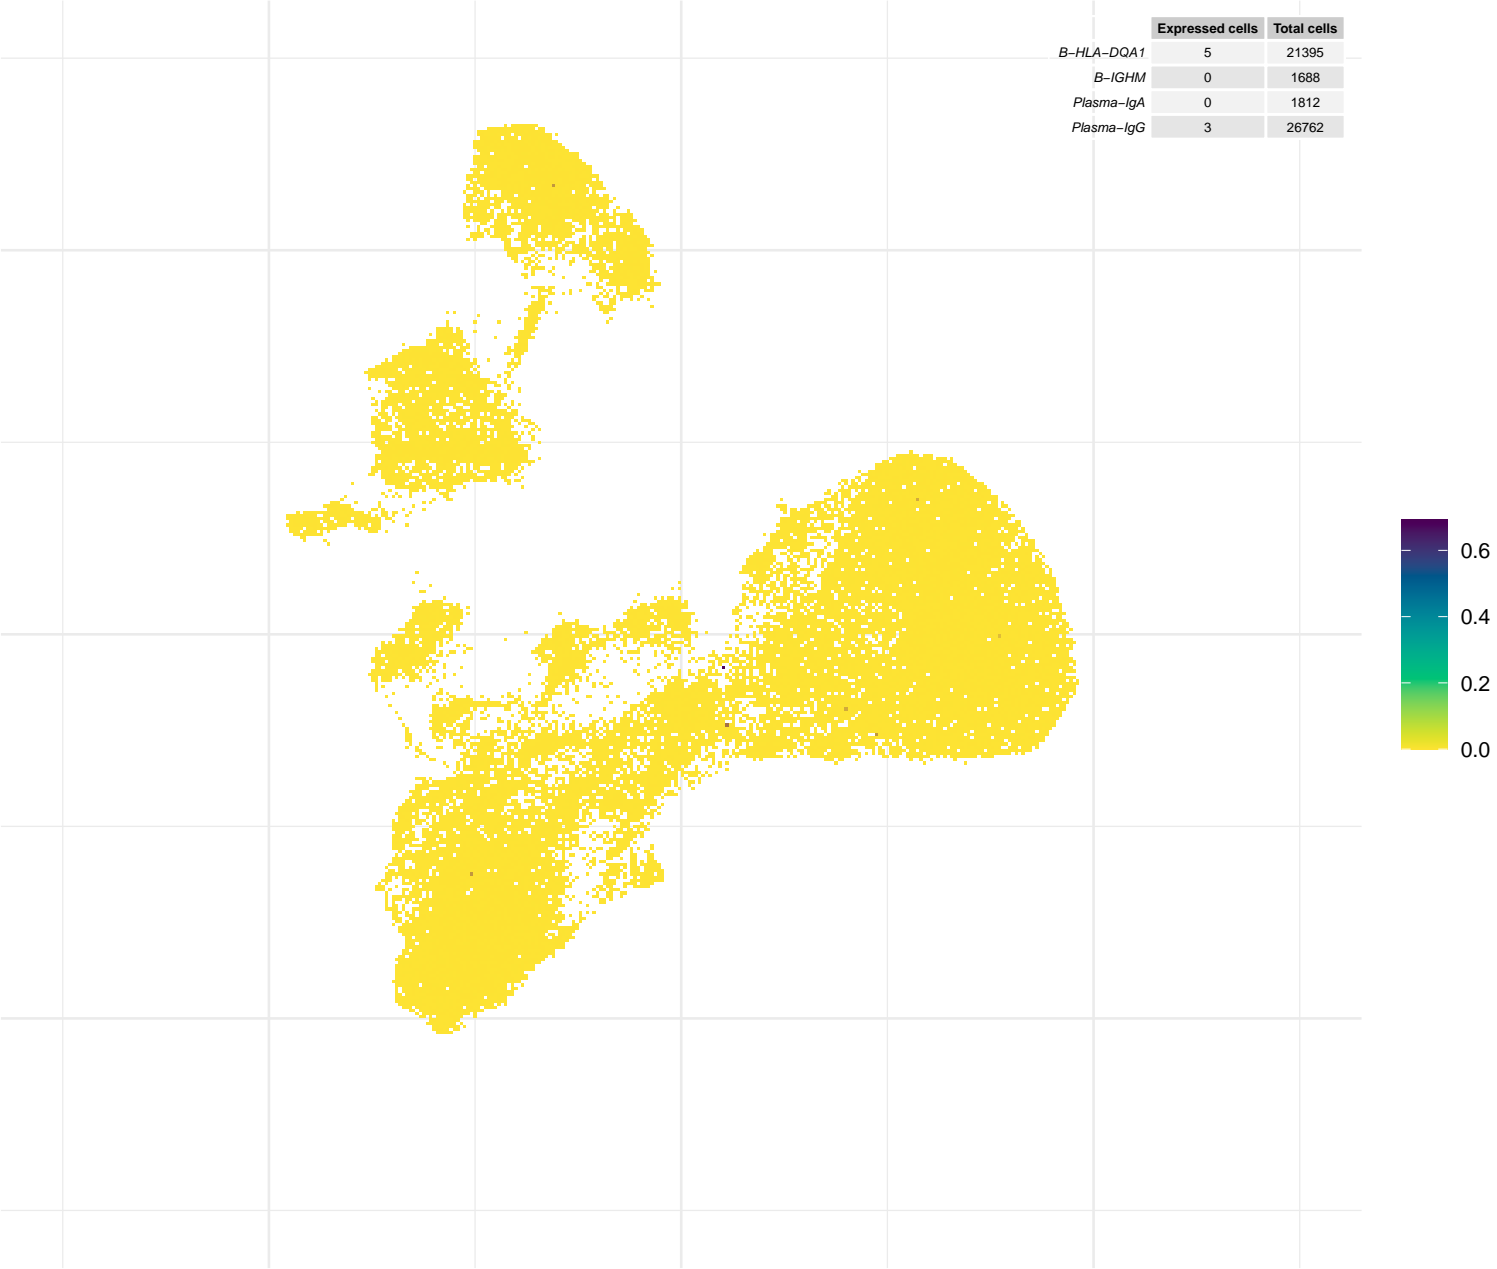 Expressed cells Total cells
B−HLA−DQA1 5 21395
B−IGHM 0 1688
Plasma−IgA 0 1812
Plasma−IgG 3 26762
0.6
0.4
0.2
0.0